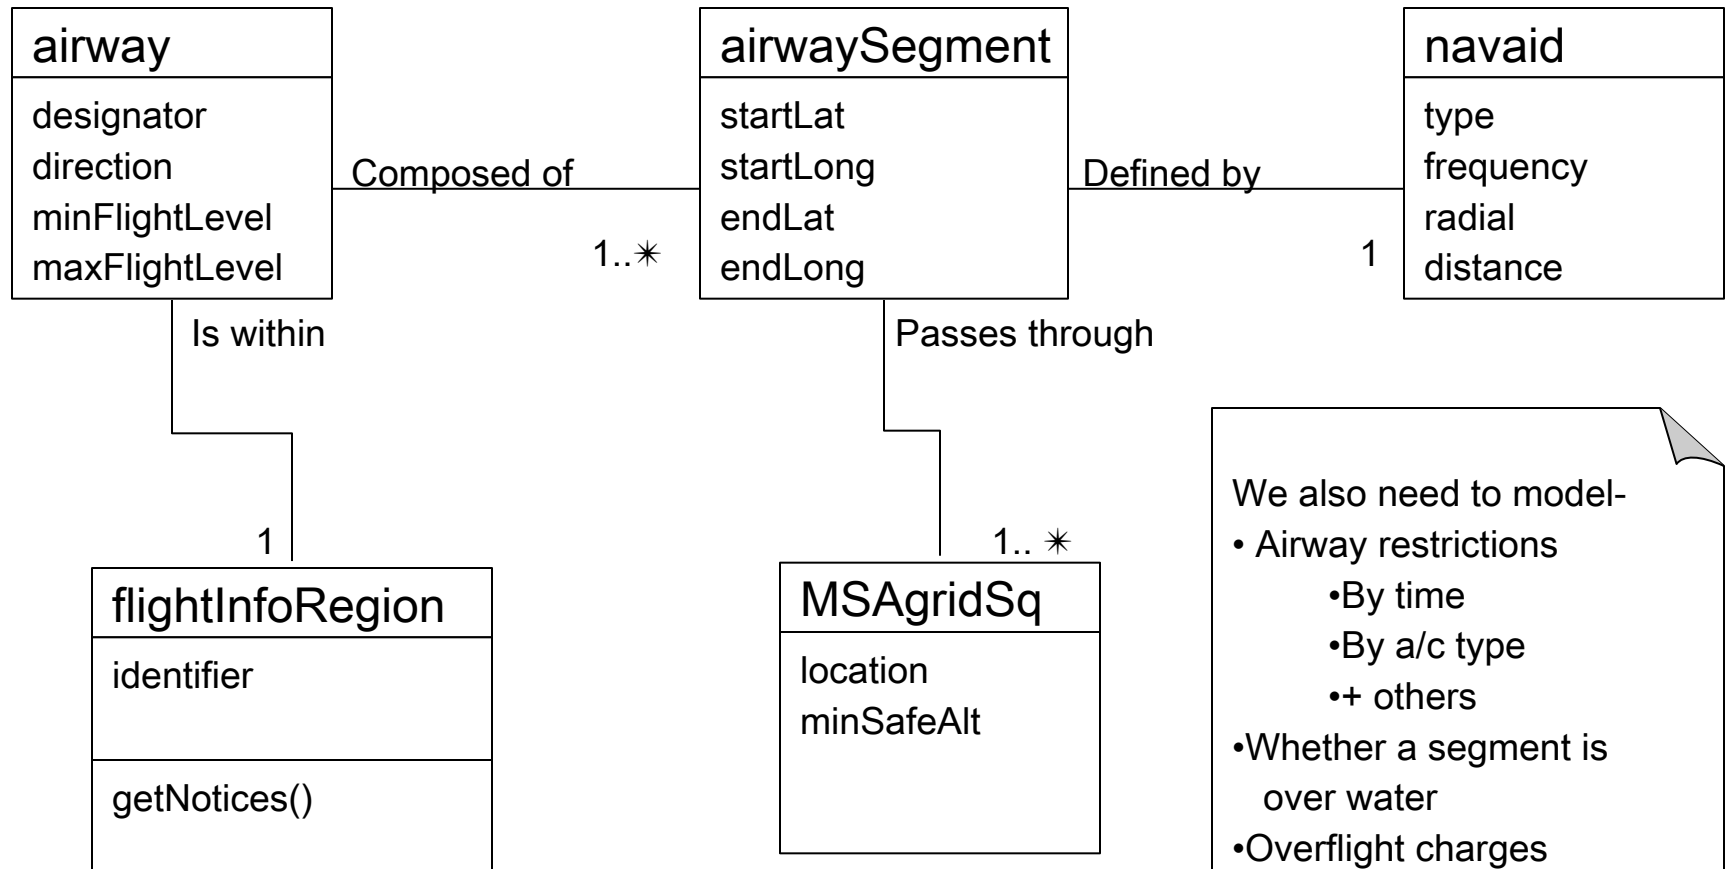 airway
designator
direction
minFlightLevel
maxFlightLevel
Composed of
1..✴
airwaySegment
startLat
startLong
endLat
endLong
Defined by
1
navaid
type
frequency
radial
distance
Is within
1
Passes through
1.. ✴
flightInfoRegion
identifier
getNotices()
MSAgridSq
location
minSafeAlt
We also need to model-
• Airway restrictions
•By time
•By a/c type
•+ others
•Whether a segment is
over water
•Overflight charges